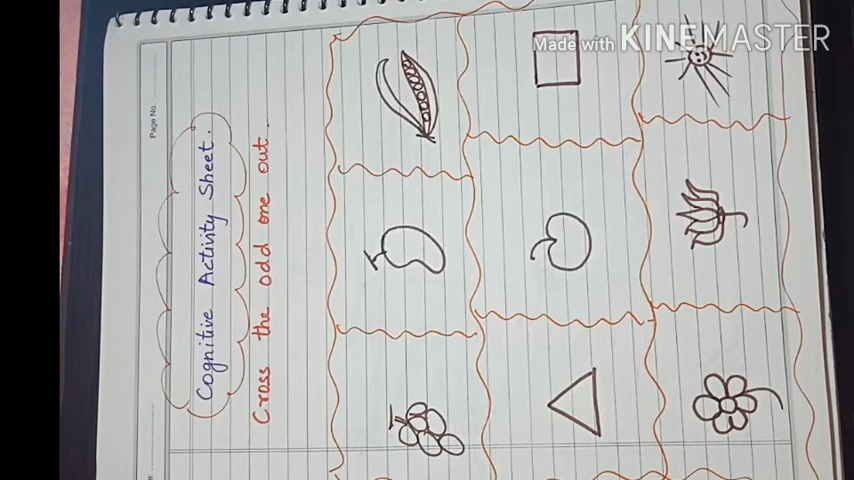 Made with KINEMASTER
Page No.
Cognitive Activity Sheet.
Cross the odd one out.